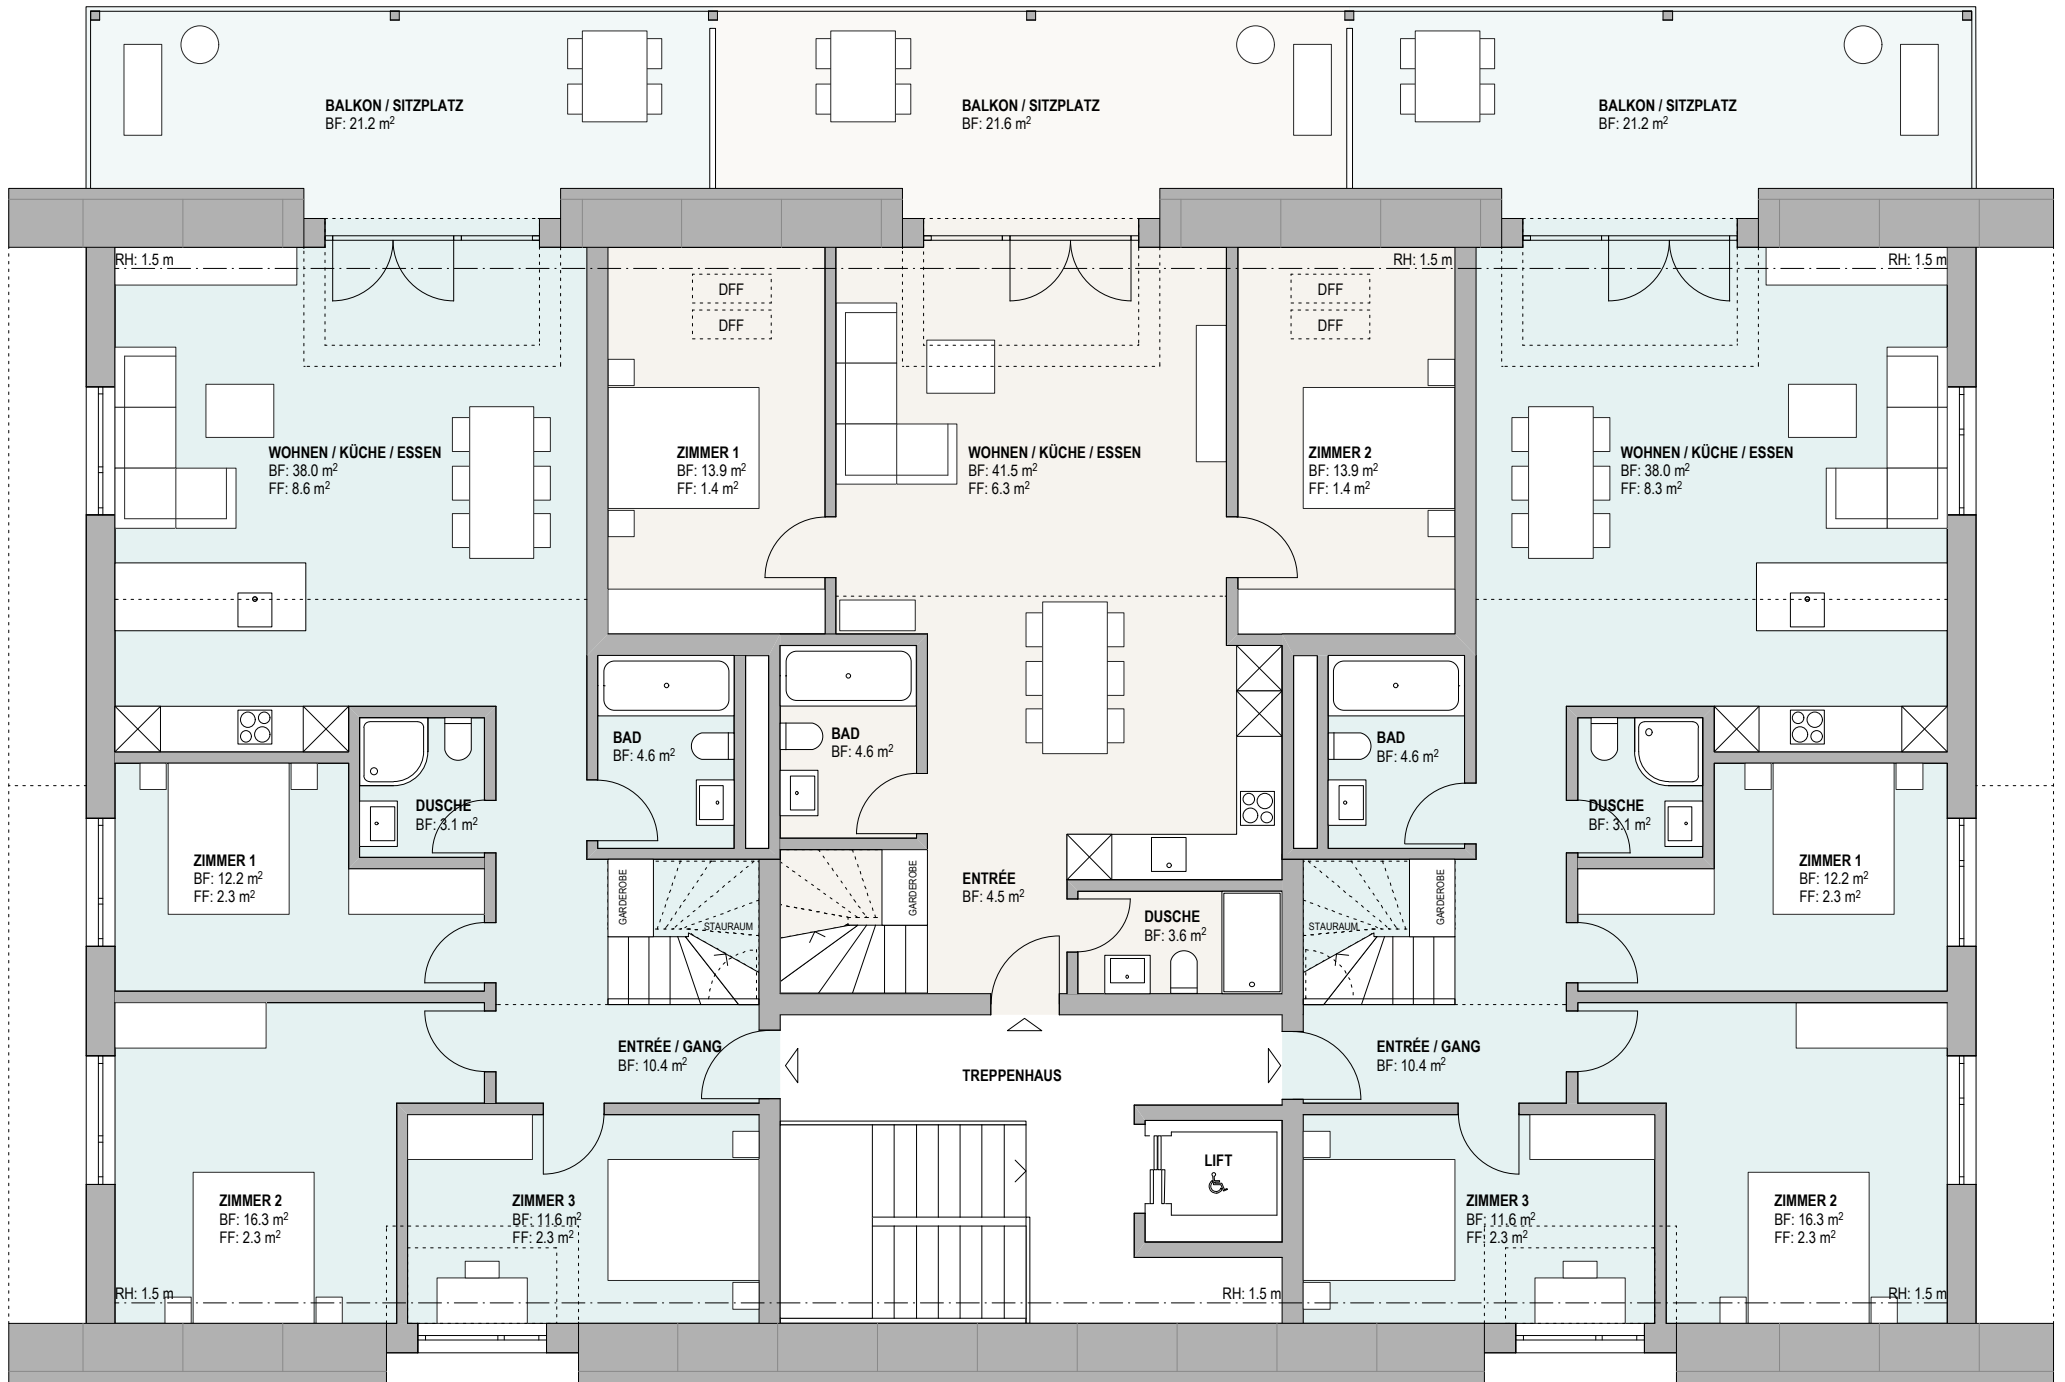 BALKON / SITZPLATZ
BF: 21.2 m²
BALKON / SITZPLATZ
BF: 21.6 m²
BALKON / SITZPLATZ
BF: 21.2 m²
RH: 1.5 m
RH: 1.5 m
RH: 1.5 m
DFF
DFF
DFF
DFF
WOHNEN / KÜCHE / ESSEN
BF: 38.0 m²
FF: 8.6 m²
ZIMMER 1
BF: 13.9 m²
FF: 1.4 m²
WOHNEN / KÜCHE / ESSEN
BF: 41.5 m²
FF: 6.3 m²
ZIMMER 2
BF: 13.9 m²
FF: 1.4 m²
WOHNEN / KÜCHE / ESSEN
BF: 38.0 m²
FF: 8.3 m²
BAD
BF: 4.6 m²
BAD
BF: 4.6 m²
BAD
BF: 4.6 m²
DUSCHE
BF: 3.1 m²
DUSCHE
BF: 3.1 m²
ZIMMER 1
BF: 12.2 m²
FF: 2.3 m²
GARDEROBE
STAURAUM
GARDEROBE
ENTRÉE
BF: 4.5 m²
DUSCHE
BF: 3.6 m²
STAURAUM
GARDEROBE
ZIMMER 1
BF: 12.2 m²
FF: 2.3 m²
ENTRÉE / GANG
BF: 10.4 m²
TREPPENHAUS
ENTRÉE / GANG
BF: 10.4 m²
LIFT
ZIMMER 2
BF: 16.3 m²
FF: 2.3 m²
ZIMMER 3
BF: 11.6 m²
FF: 2.3 m²
ZIMMER 3
BF: 11.6 m²
FF: 2.3 m²
ZIMMER 2
BF: 16.3 m²
FF: 2.3 m²
RH: 1.5 m
RH: 1.5 m
RH: 1.5 m